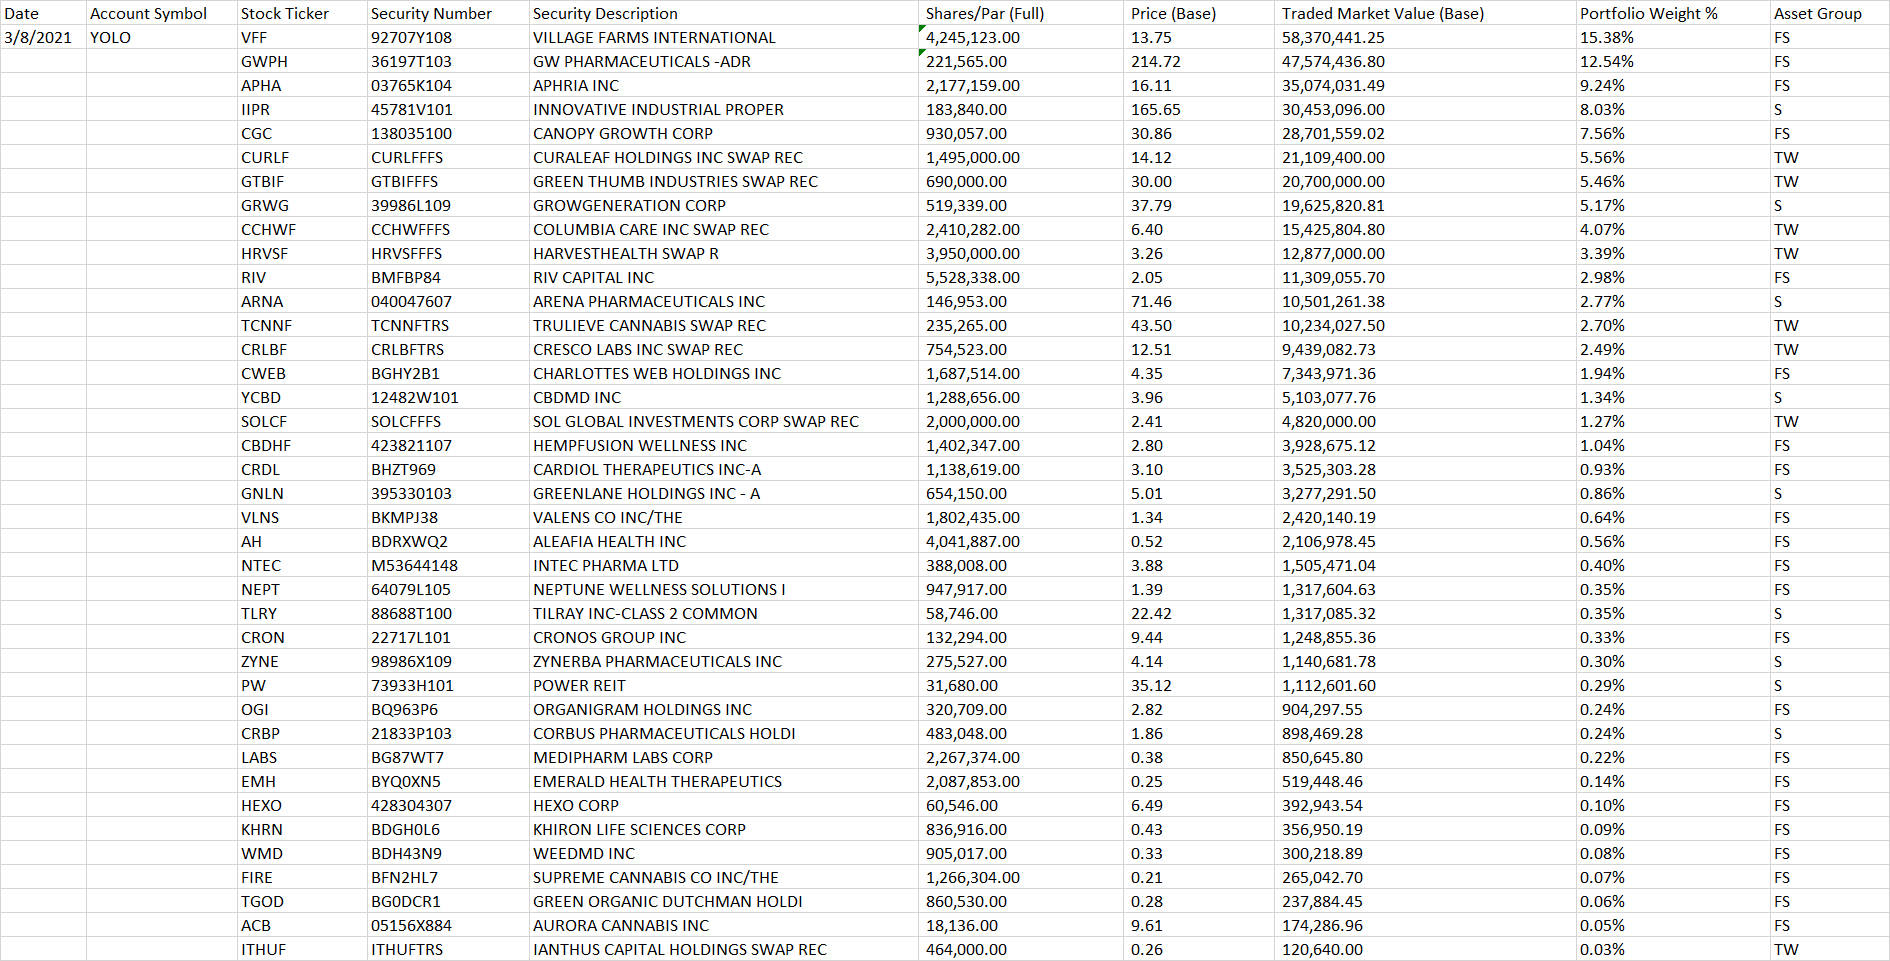 Date Account Symbol Stock Ticker Security Number Security Description Shares/Par (Full) Price (Base) Traded Market Value (Base) Portfolio Weight % Asset Group
3/8/2021 YOLO VFF 92707Y108 VILLAGE FARMS INTERNATIONAL 4,245,123.00 13.75 58,370,441.25 15.38% FS
GWPH 36197T103 GW PHARMACEUTICALS -ADR 221,565.00 214.72 47,574,436.80 12.54% FS
APHA 03765K104 APHRIA INC 2,177,159.00 16.11 35,074,031.49 9.24% FS
IIPR 45781V101 INNOVATIVE INDUSTRIAL PROPER 183,840.00 165.65 30,453,096.00 8.03% S
CGC 138035100 CANOPY GROWTH CORP 930,057.00 30.86 28,701,559.02 7.56% FS
CURLF CURLFFFS CURALEAF HOLDINGS INC SWAP REC 1,495,000.00 14.12 21,109,400.00 5.56% TW
GTBIF GTBIFFFS GREEN THUMB INDUSTRIES SWAP REC 690,000.00 30.00 20,700,000.00 5.46% TW
GRWG 39986L109 GROWGENERATION CORP 519,339.00 37.79 19,625,820.81 5.17% S
CCHWF CCHWFFFS COLUMBIA CARE INC SWAP REC 2,410,282.00 6.40 15,425,804.80 4.07% TW
HRVSF HRVSFFFS HARVESTHEALTH SWAP R 3,950,000.00 3.26 12,877,000.00 3.39% TW
RIV BMFBP84 RIV CAPITAL INC 5,528,338.00 2.05 11,309,055.70 2.98% FS
ARNA 040047607 ARENA PHARMACEUTICALS INC 146,953.00 71.46 10,501,261.38 2.77% S
TCNNF TCNNFTRS TRULIEVE CANNABIS SWAP REC 235,265.00 43.50 10,234,027.50 2.70% TW
CRLBF CRLBFTRS CRESCO LABS INC SWAP REC 754,523.00 12.51 9,439,082.73 2.49% TW
CWEB BGHY2B1 CHARLOTTES WEB HOLDINGS INC 1,687,514.00 4.35 7,343,971.36 1.94% FS
YCBD 12482W101 CBDMD INC 1,288,656.00 3.96 5,103,077.76 1.34% S
SOLCF SOLCFFFS SOL GLOBAL INVESTMENTS CORP SWAP REC 2,000,000.00 2.41 4,820,000.00 1.27% TW
CBDHF 423821107 HEMPFUSION WELLNESS INC 1,402,347.00 2.80 3,928,675.12 1.04% FS
CRDL BHZT969 CARDIOL THERAPEUTICS INC-A 1,138,619.00 3.10 3,525,303.28 0.93% FS
GNLN 395330103 GREENLANE HOLDINGS INC - A 654,150.00 5.01 3,277,291.50 0.86% S
VLNS BKMPJ38 VALENS CO INC/THE 1,802,435.00 1.34 2,420,140.19 0.64% FS
AH BDRXWQ2 ALEAFIA HEALTH INC 4,041,887.00 0.52 2,106,978.45 0.56% FS
NTEC M53644148 INTEC PHARMA LTD 388,008.00 3.88 1,505,471.04 0.40% FS
NEPT 64079L105 NEPTUNE WELLNESS SOLUTIONS I 947,917.00 1.39 1,317,604.63 0.35% FS
TLRY 88688T100 TILRAY INC-CLASS 2 COMMON 58,746.00 22.42 1,317,085.32 0.35% S
CRON 22717L101 CRONOS GROUP INC 132,294.00 9.44 1,248,855.36 0.33% FS
ZYNE 98986X109 ZYNERBA PHARMACEUTICALS INC 275,527.00 4.14 1,140,681.78 0.30% S
PW 73933H101 POWER REIT 31,680.00 35.12 1,112,601.60 0.29% S
OGI BQ963P6 ORGANIGRAM HOLDINGS INC 320,709.00 2.82 904,297.55 0.24% FS
CRBP 21833P103 CORBUS PHARMACEUTICALS HOLDI 483,048.00 1.86 898,469.28 0.24% S
LABS BG87WT7 MEDIPHARM LABS CORP 2,267,374.00 0.38 850,645.80 0.22% FS
EMH BYQ0XN5 EMERALD HEALTH THERAPEUTICS 2,087,853.00 0.25 519,448.46 0.14% FS
HEXO 428304307 HEXO CORP 60,546.00 6.49 392,943.54 0.10% FS
KHRN BDGH0L6 KHIRON LIFE SCIENCES CORP 836,916.00 0.43 356,950.19 0.09% FS
WMD BDH43N9 WEEDMD INC 905,017.00 0.33 300,218.89 0.08% FS
FIRE BFN2HL7 SUPREME CANNABIS CO INC/THE 1,266,304.00 0.21 265,042.70 0.07% FS
TGOD BG0DCR1 GREEN ORGANIC DUTCHMAN HOLDI 860,530.00 0.28 237,884.45 0.06% FS
ACB 05156X884 AURORA CANNABIS INC 18,136.00 9.61 174,286.96 0.05% FS
ITHUF ITHUFTRS IANTHUS CAPITAL HOLDINGS SWAP REC 464,000.00 0.26 120,640.00 0.03% TW